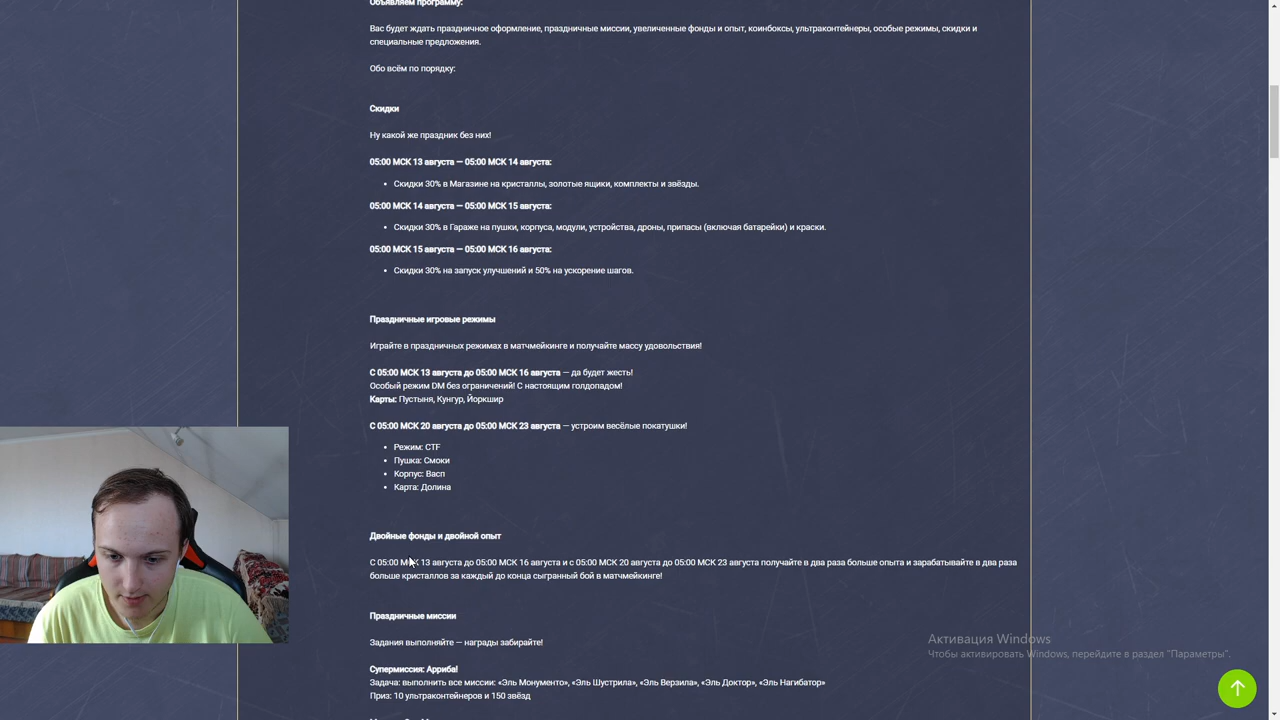 Объявляем программу:
Вас будет ждать праздничное оформление, праздничные миссии, увеличенные фонды и опыт, коинбоксы, ультраконтейнеры, особые режимы, скидки и
специальные предложения.
Обо всём по порядку:
Скидки
Ну какой же праздник без них!
05:00 МСК 13 августа — 05:00 МСК 14 августа:
• Скидки 30% в Магазине на кристаллы, золотые ящики, комплекты и звёзды.
05:00 МСК 14 августа — 05:00 МСК 15 августа:
• Скидки 30% в Гараже на пушки, корпуса, модули, устройства, дроны, припасы (включая батарейки) и краски.
05:00 МСК 15 августа — 05:00 МСК 16 августа:
• Скидки 30% на запуск улучшений и 50% на ускорение шагов.
Праздничные игровые режимы
Играйте в праздничных режимах в матчмейкинге и получайте массу удовольствия!
С 05:00 МСК 13 августа до 05:00 МСК 16 августа — да будет жесть!
Особый режим DM без ограничений! С настоящим голдопадом!
Карты: Пустыня, Кунгур, Йоркшир
С 05:00 МСК 20 августа до 05:00 МСК 23 августа — устроим весёлые покатушки!
• Режим: CTF
• Пушка: Смоки
• Корпус: Васп
• Карта: Долина
Двойные фонды и двойной опыт
С 05:00 МСК 13 августа до 05:00 МСК 16 августа и с 05:00 МСК 20 августа до 05:00 МСК 23 августа получайте в два раза больше опыта и зарабатывайте в два раза
больше кристаллов за каждый до конца сыгранный бой в матчмейкинге!
Праздничные миссии
Задания выполняйте — награды забирайте!
Супермиссия: Арриба!
Задача: выполнить все миссии: «Эль Монументо», «Эль Шустрила», «Эль Верзила», «Эль Доктор», «Эль Нагибатор»
Приз: 10 ультраконтейнеров и 150 звёзд
Активация Windows
Чтобы активировать Windows, перейдите в раздел "Параметры".